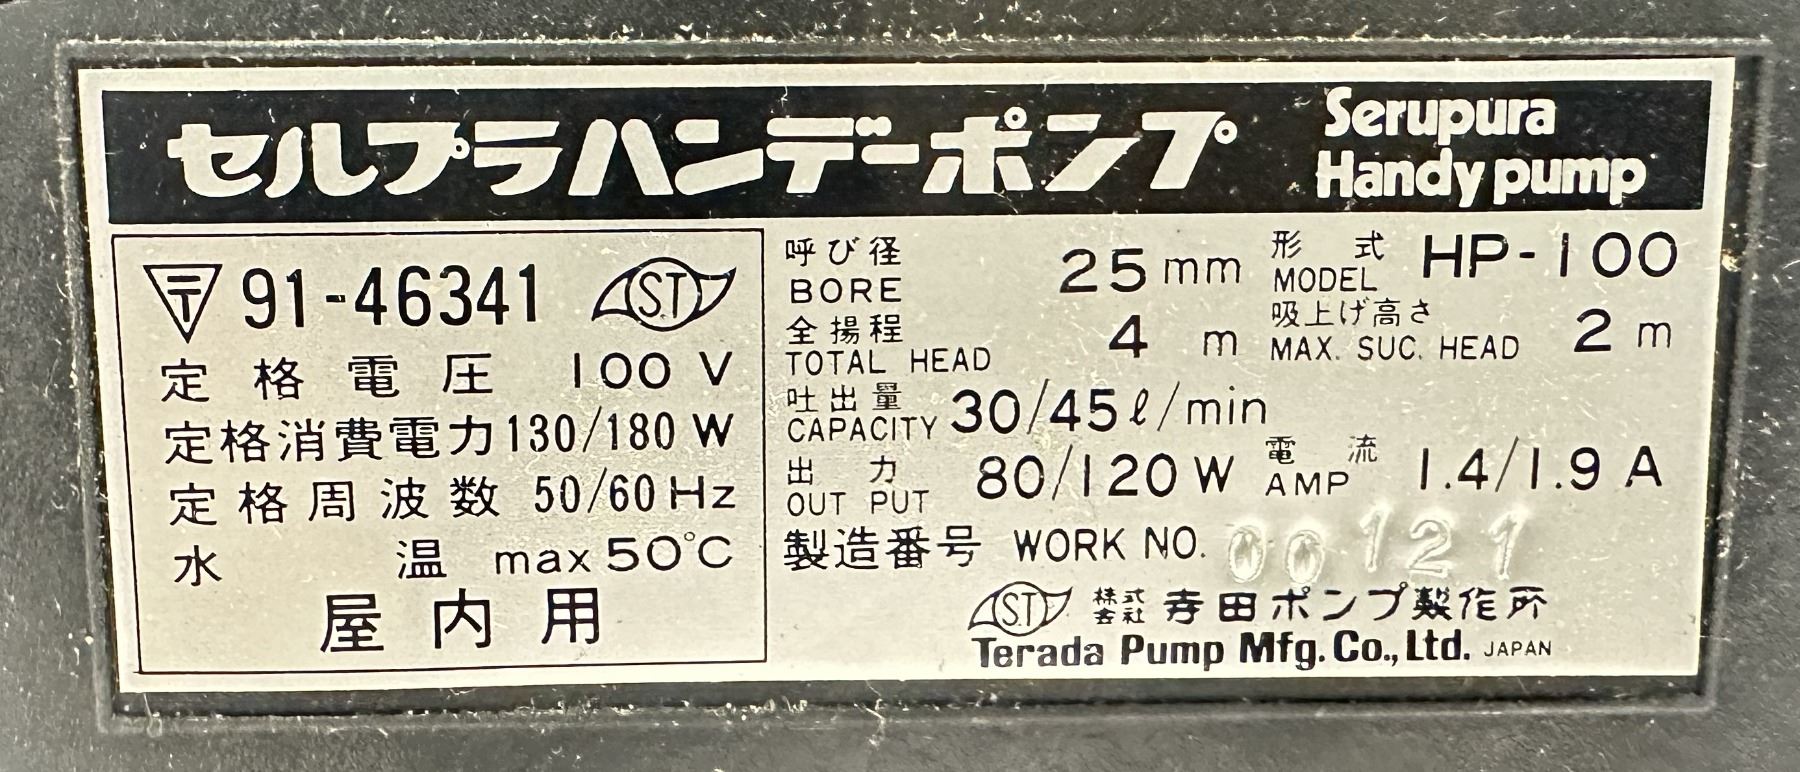 セルプラハンデーポンプ
Serupura
Handy pump
〒 91-46341 ST
定格電圧 100 V
定格消費電力 130/180 W
定格周波数 50/60 Hz
水温 max 50℃
屋内用
呼び径
BORE 25 mm
形式
MODEL HP-100
全揚程
TOTAL HEAD 4 m
吸上げ高さ
MAX. SUC. HEAD 2 m
吐出量
CAPACITY 30/45 ℓ/min
出力
OUT PUT 80/120 W
電流
AMP 1.4/1.9 A
製造番号 WORK NO. 00121
ST 株式会社 寺田ポンプ製作所
Terada Pump Mfg. Co., Ltd. JAPAN